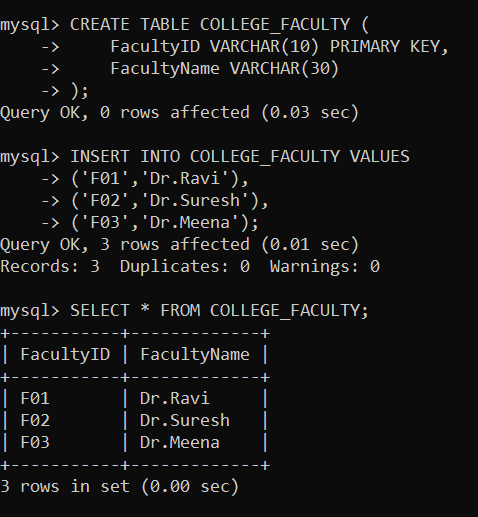 mysql> CREATE TABLE COLLEGE_FACULTY (
    ->     FacultyID VARCHAR(10) PRIMARY KEY,
    ->     FacultyName VARCHAR(30)
    -> );
Query OK, 0 rows affected (0.03 sec)

mysql> INSERT INTO COLLEGE_FACULTY VALUES
    -> ('F01','Dr.Ravi'),
    -> ('F02','Dr.Suresh'),
    -> ('F03','Dr.Meena');
Query OK, 3 rows affected (0.01 sec)
Records: 3  Duplicates: 0  Warnings: 0

mysql> SELECT * FROM COLLEGE_FACULTY;
+-----------+-------------+
| FacultyID | FacultyName |
+-----------+-------------+
| F01       | Dr.Ravi     |
| F02       | Dr.Suresh   |
| F03       | Dr.Meena    |
+-----------+-------------+
3 rows in set (0.00 sec)